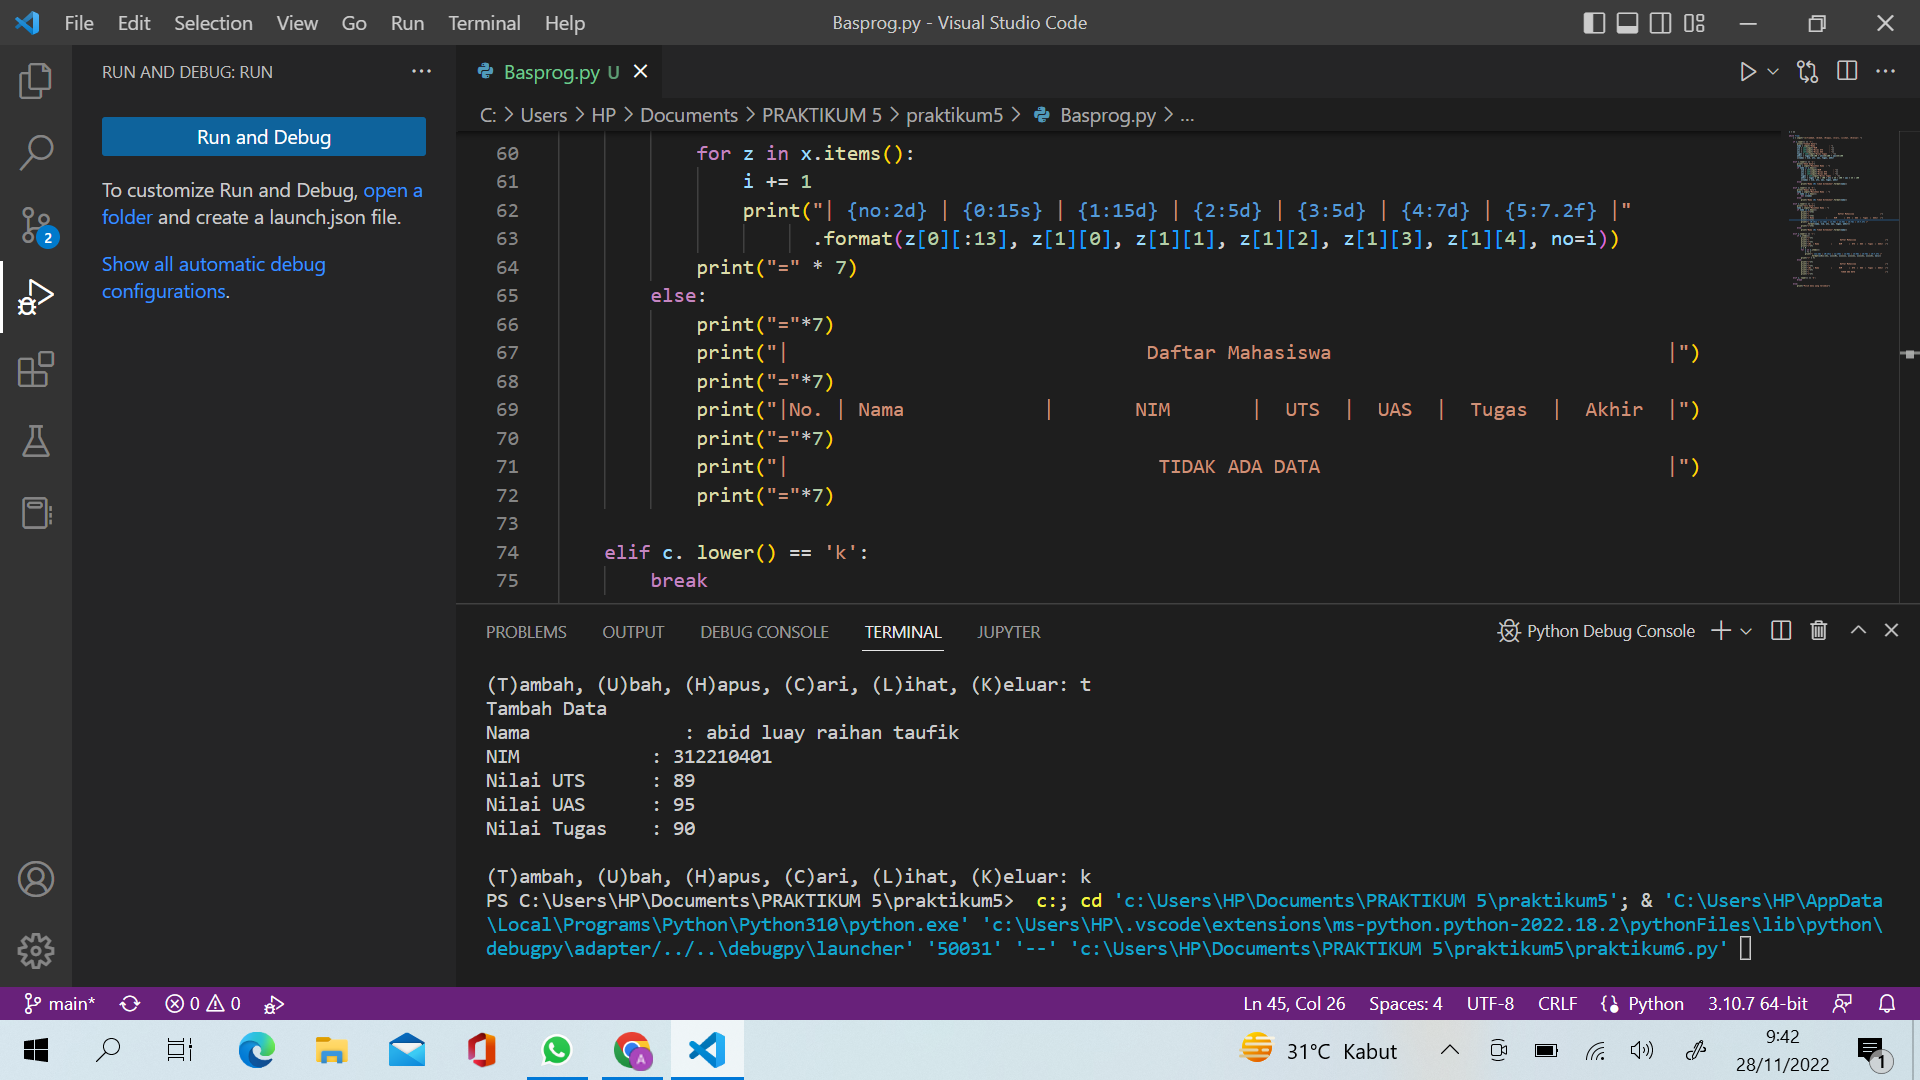 File Edit Selection View Go Run Terminal Help
Basprog.py - Visual Studio Code
RUN AND DEBUG: RUN
Run and Debug
To customize Run and Debug, open a
folder and create a launch.json file.
Show all automatic debug
configurations.
2
Basprog.py U
C: > Users > HP > Documents > PRAKTIKUM 5 > praktikum5 > Basprog.py > ...
60 for z in x.items():
61 i += 1
62 print("| {no:2d} | {0:15s} | {1:15d} | {2:5d} | {3:5d} | {4:7d} | {5:7.2f} |"
63 .format(z[0][:13], z[1][0], z[1][1], z[1][2], z[1][3], z[1][4], no=i))
64 print("=" * 7)
65 else:
66 print("="*7)
67 print("| Daftar Mahasiswa |")
68 print("="*7)
69 print("|No. | Nama | NIM | UTS | UAS | Tugas | Akhir |")
70 print("="*7)
71 print("| TIDAK ADA DATA |")
72 print("="*7)
73
74 elif c. lower() == 'k':
75 break
PROBLEMS OUTPUT DEBUG CONSOLE TERMINAL JUPYTER
Python Debug Console
(T)ambah, (U)bah, (H)apus, (C)ari, (L)ihat, (K)eluar: t
Tambah Data
Nama : abid luay raihan taufik
NIM : 312210401
Nilai UTS : 89
Nilai UAS : 95
Nilai Tugas : 90
(T)ambah, (U)bah, (H)apus, (C)ari, (L)ihat, (K)eluar: k
PS C:\Users\HP\Documents\PRAKTIKUM 5\praktikum5> c:; cd 'c:\Users\HP\Documents\PRAKTIKUM 5\praktikum5'; & 'C:\Users\HP\AppData
\Local\Programs\Python\Python310\python.exe' 'c:\Users\HP\.vscode\extensions\ms-python.python-2022.18.2\pythonFiles\lib\python\
debugpy\adapter/../..\debugpy\launcher' '50031' '--' 'c:\Users\HP\Documents\PRAKTIKUM 5\praktikum5\praktikum6.py'
main* 0 0 Ln 45, Col 26 Spaces: 4 UTF-8 CRLF Python 3.10.7 64-bit
A
31°C Kabut
9:42
28/11/2022
1